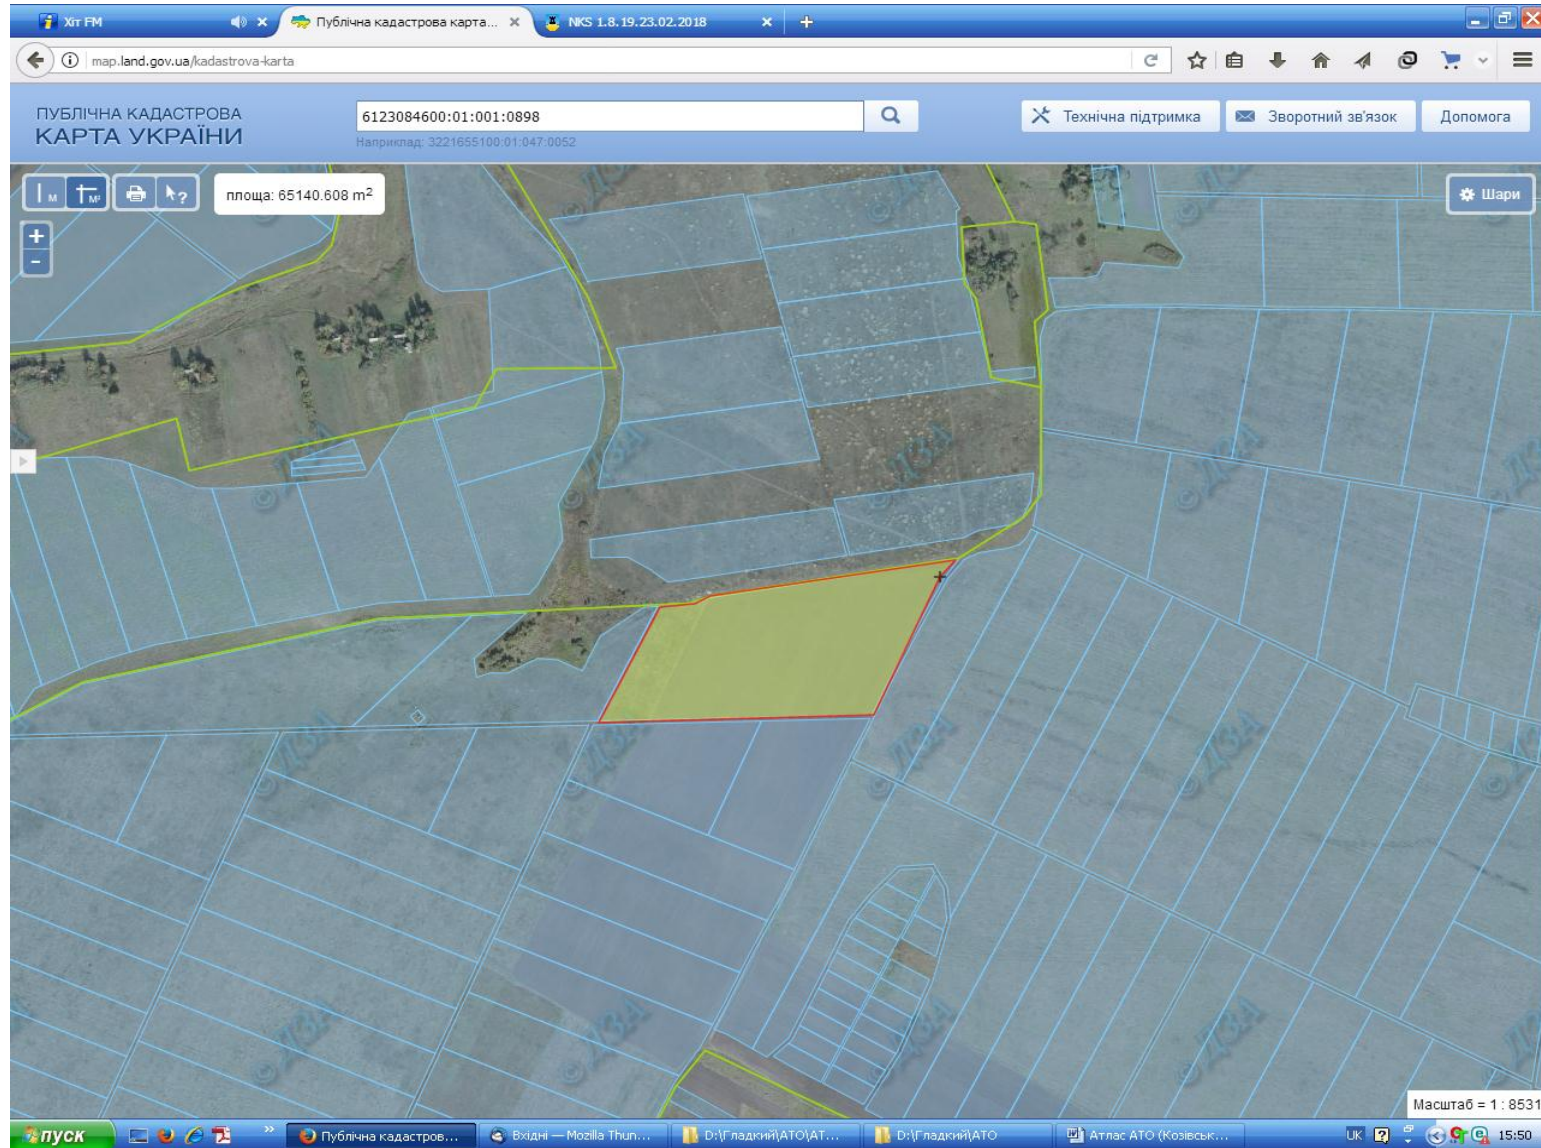 Хіт FM
Публічна кадастрова карта...
NKS 1.8.19.23.02.2018
map.land.gov.ua/kadastrova-karta
ПУБЛІЧНА КАДАСТРОВА
КАРТА УКРАЇНИ
6123084600:01:001:0898
Наприклад: 3221655100:01:047:0052
Технічна підтримка
Зворотний зв'язок
Допомога
м
м²
площа: 65140.608 m²
Шари
+
-
© ДЗА
Масштаб = 1 : 8531
пуск
Публічна кадастров...
Вхідні — Mozilla Thun...
D:\Гладкий\АТО\АТ...
D:\Гладкий\АТО
Атлас АТО (Козівськ...
UK
15:50